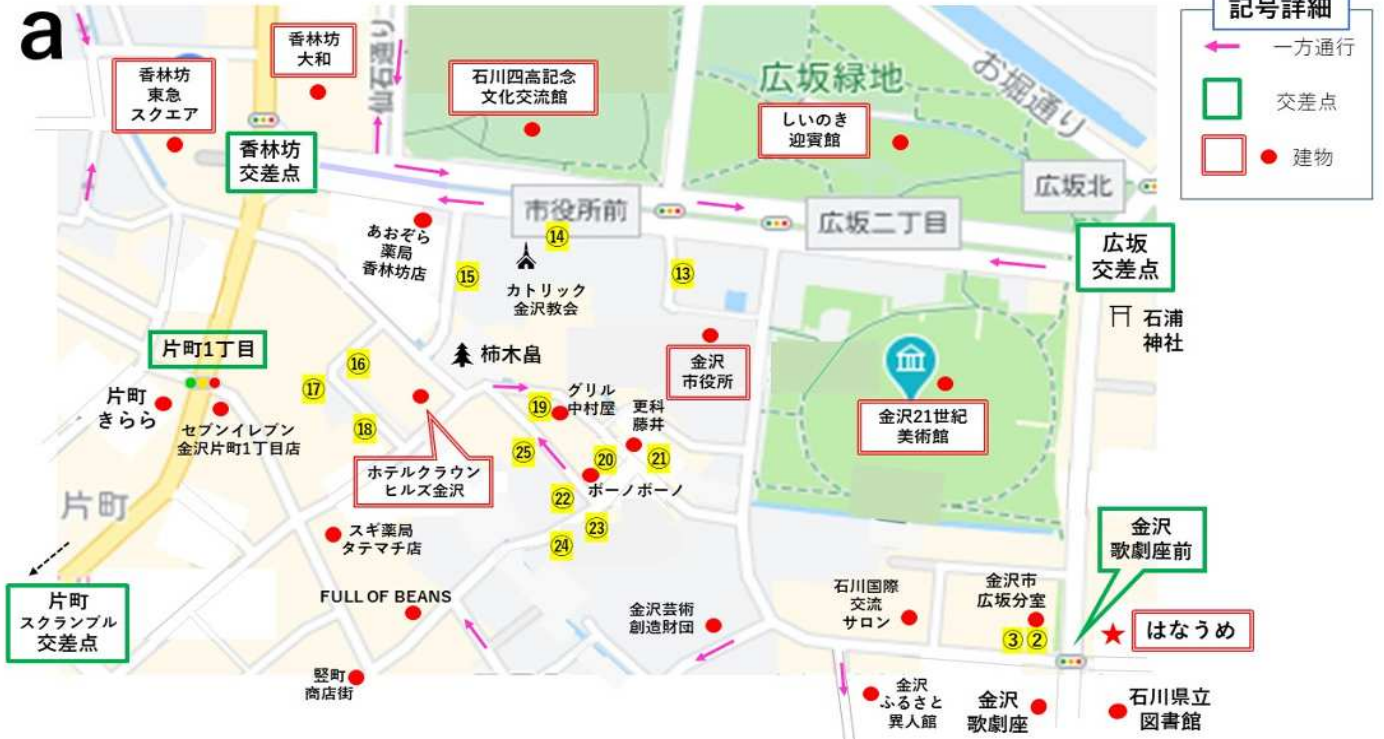 a
記号詳細
一方通行
交差点
建物
香林坊
大和
香林坊
東急
スクエア
仙石通り
石川四高記念
文化交流館
広坂緑地
お堀通り
しいのき
迎賓館
香林坊
交差点
広坂北
市役所前
広坂二丁目
広坂
交差点
あおぞら
薬局
香林坊店
⑭
⑮
カトリック
金沢教会
⑬
石浦
神社
片町1丁目
柿木畠
金沢
市役所
⑯
⑰
⑱
片町
きらら
セブンイレブン
金沢片町1丁目店
グリル
中村屋
⑲
更科
藤井
金沢21世紀
美術館
⑳
㉑
㉕
ホテルクラウン
ヒルズ金沢
ボーノボーノ
㉒
㉓
㉔
片町
スギ薬局
タテマチ店
金沢
歌劇座前
片町
スクランブル
交差点
FULL OF BEANS
金沢芸術
創造財団
石川国際
交流
サロン
金沢市
広坂分室
③ ②
はなうめ
竪町
商店街
金沢
ふるさと
異人館
金沢
歌劇座
石川県立
図書館